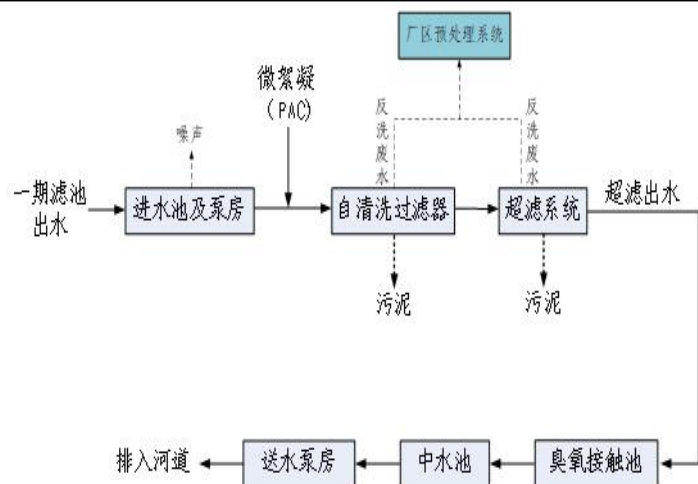 厂区预处理系统
微絮凝
(PAC)
反洗废水
反洗废水
噪声
一期滤池
出水
进水池及泵房
自清洗过滤器
超滤系统
超滤出水
污泥
污泥
排入河道
送水泵房
中水池
臭氧接触池